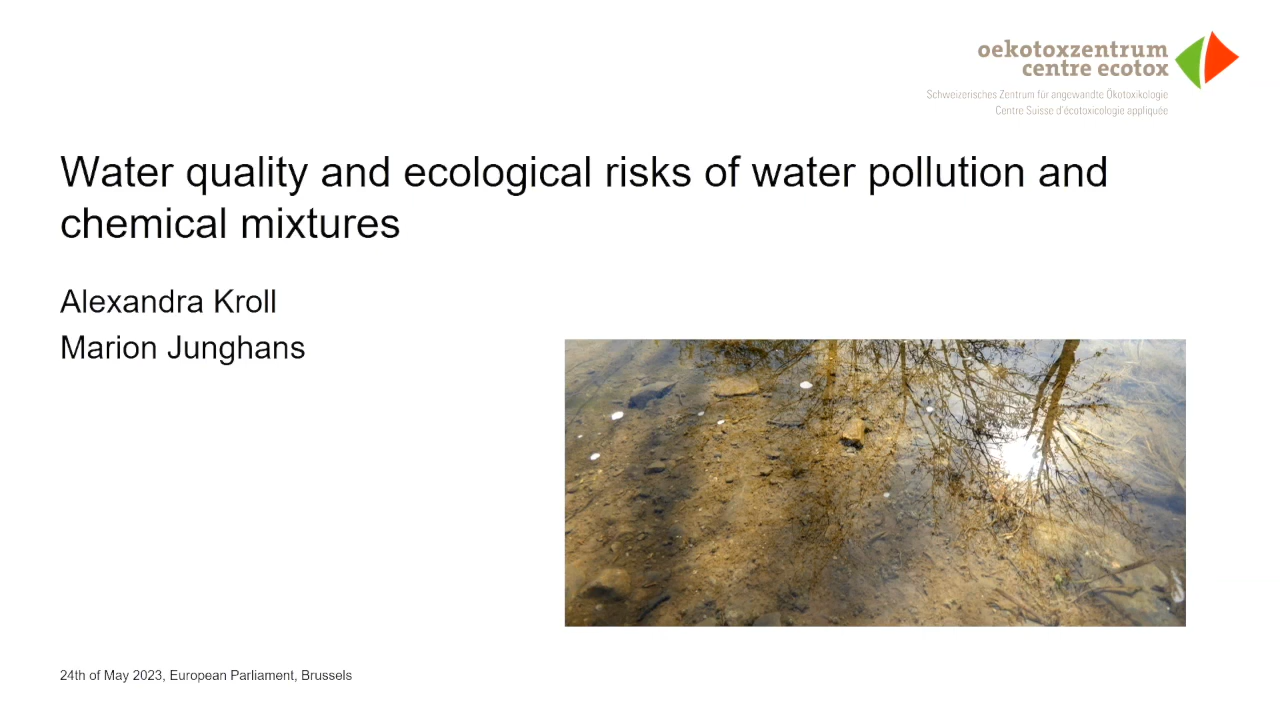 oekotoxzentrum
centre ecotox
Schweizerisches Zentrum für angewandte Ökotoxikologie
Centre Suisse d'écotoxicologie appliquée
Water quality and ecological risks of water pollution and
chemical mixtures
Alexandra Kroll
Marion Junghans
24th of May 2023, European Parliament, Brussels